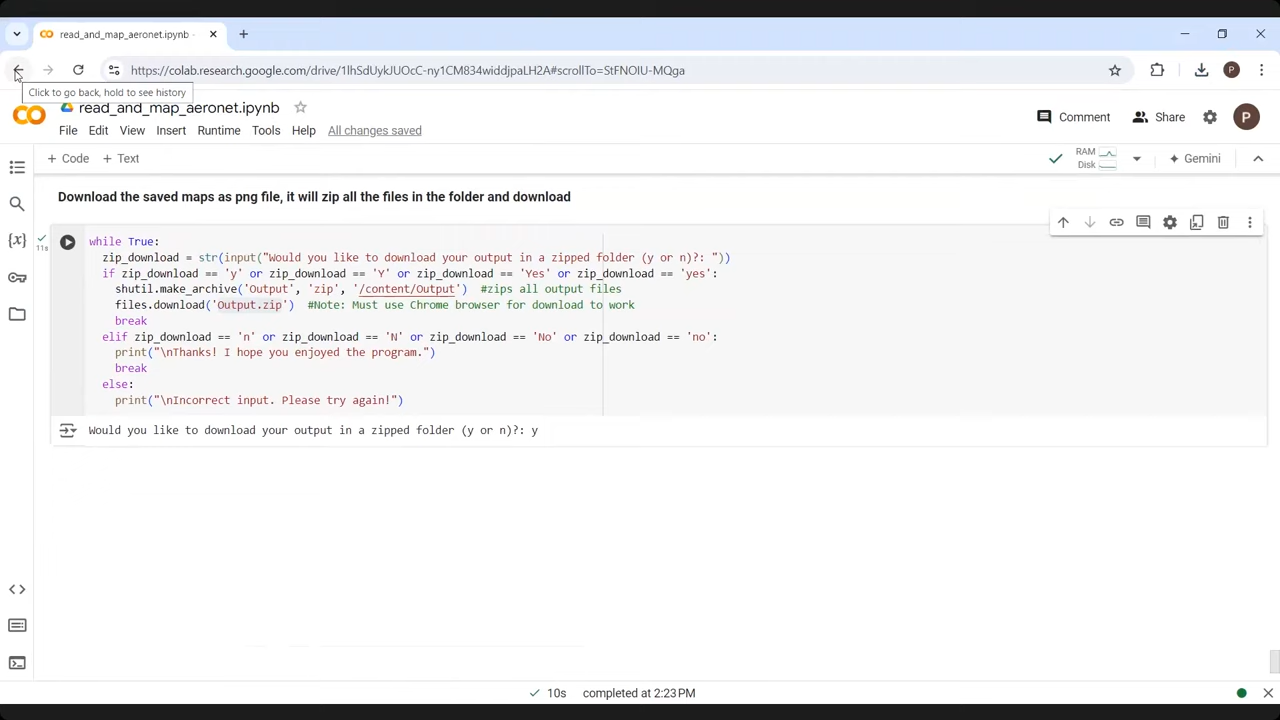 read_and_map_aeronet.ipynb -
https://colab.research.google.com/drive/1lhSdUykJUOcC-ny1CM834widdjpaLH2A#scrollTo=StFNOIU-MQga
P
Click to go back, hold to see history
read_and_map_aeronet.ipynb
File Edit View Insert Runtime Tools Help All changes saved
Comment Share P
+ Code + Text
RAM
Disk
Gemini
Download the saved maps as png file, it will zip all the files in the folder and download
11s
while True:
zip_download = str(input("Would you like to download your output in a zipped folder (y or n)?: "))
if zip_download == 'y' or zip_download == 'Y' or zip_download == 'Yes' or zip_download == 'yes':
shutil.make_archive('Output', 'zip', '/content/Output') #zips all output files
files.download('Output.zip') #Note: Must use Chrome browser for download to work
break
elif zip_download == 'n' or zip_download == 'N' or zip_download == 'No' or zip_download == 'no':
print("\nThanks! I hope you enjoyed the program.")
break
else:
print("\nIncorrect input. Please try again!")
Would you like to download your output in a zipped folder (y or n)?: y
10s completed at 2:23 PM